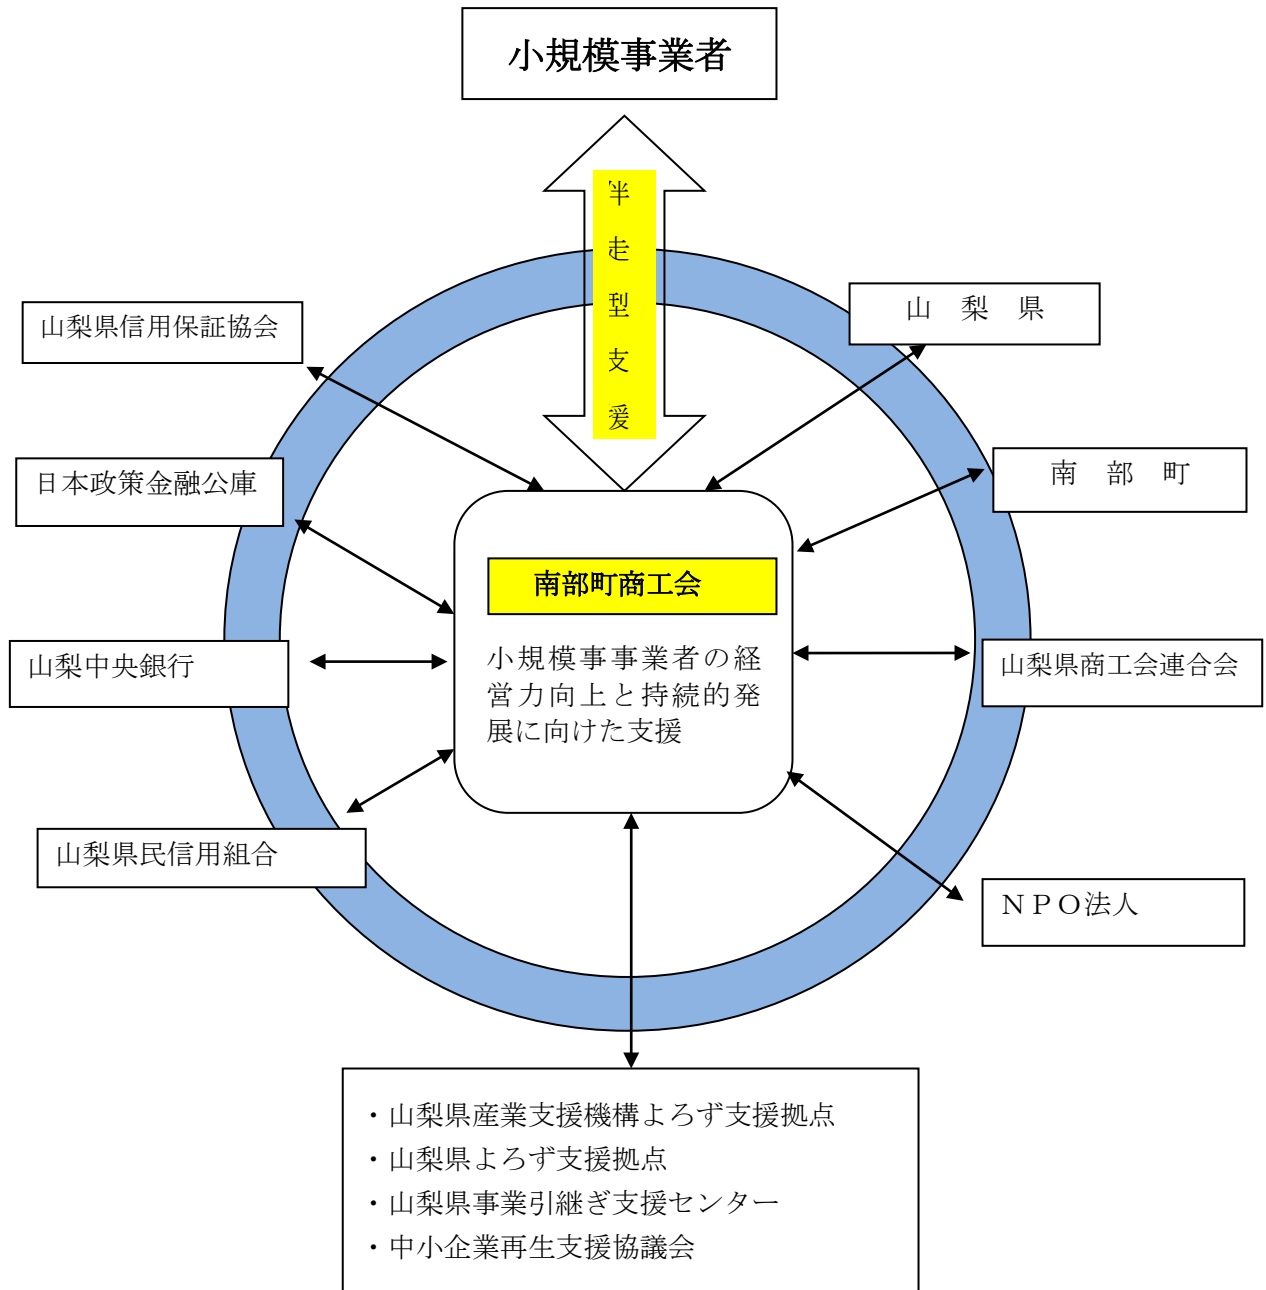 小規模事業者
伴走型支援
山梨県信用保証協会
山　梨　県
日本政策金融公庫
南　部　町
南部町商工会
小規模事事業者の経
営力向上と持続的発
展に向けた支援
山梨中央銀行
山梨県商工会連合会
山梨県民信用組合
ＮＰＯ法人
・山梨県産業支援機構よろず支援拠点
・山梨県よろず支援拠点
・山梨県事業引継ぎ支援センター
・中小企業再生支援協議会